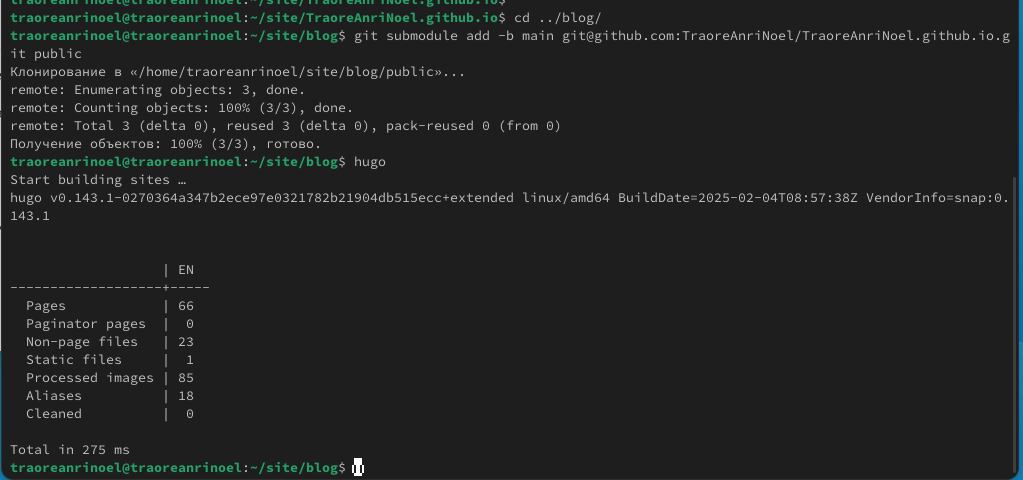 traoreanrinoel@traoreanrinoel:~/site/TraoreAnriNoel.github.io$
traoreanrinoel@traoreanrinoel:~/site/TraoreAnriNoel.github.io$ cd ../blog/
traoreanrinoel@traoreanrinoel:~/site/blog$ git submodule add -b main git@github.com:TraoreAnriNoel/TraoreAnriNoel.github.io.g
it public
Клонирование в «/home/traoreanrinoel/site/blog/public»...
remote: Enumerating objects: 3, done.
remote: Counting objects: 100% (3/3), done.
remote: Total 3 (delta 0), reused 3 (delta 0), pack-reused 0 (from 0)
Получение объектов: 100% (3/3), готово.
traoreanrinoel@traoreanrinoel:~/site/blog$ hugo
Start building sites …
hugo v0.143.1-0270364a347b2ece97e0321782b21904db515ecc+extended linux/amd64 BuildDate=2025-02-04T08:57:38Z VendorInfo=snap:0.
143.1
                   | EN
-------------------+-----
  Pages            | 66
  Paginator pages  |  0
  Non-page files   | 23
  Static files     |  1
  Processed images | 85
  Aliases          | 18
  Cleaned          |  0
Total in 275 ms
traoreanrinoel@traoreanrinoel:~/site/blog$